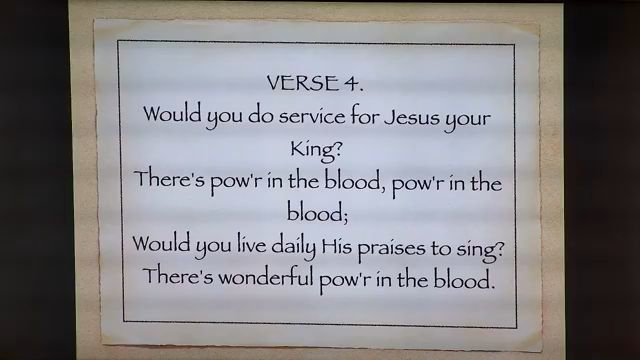 VERSE 4.
Would you do service for Jesus your
King?
There's pow'r in the blood, pow'r in the
blood;
Would you live daily His praises to sing?
There's wonderful pow'r in the blood.